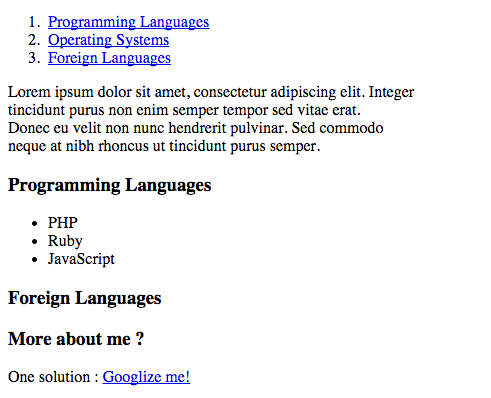 1. Programming Languages
2. Operating Systems
3. Foreign Languages
Lorem ipsum dolor sit amet, consectetur adipiscing elit. Integer
tincidunt purus non enim semper tempor sed vitae erat.
Donec eu velit non nunc hendrerit pulvinar. Sed commodo
neque at nibh rhoncus ut tincidunt purus semper.
Programming Languages
• PHP
• Ruby
• JavaScript
Foreign Languages
More about me ?
One solution : Googlize me!